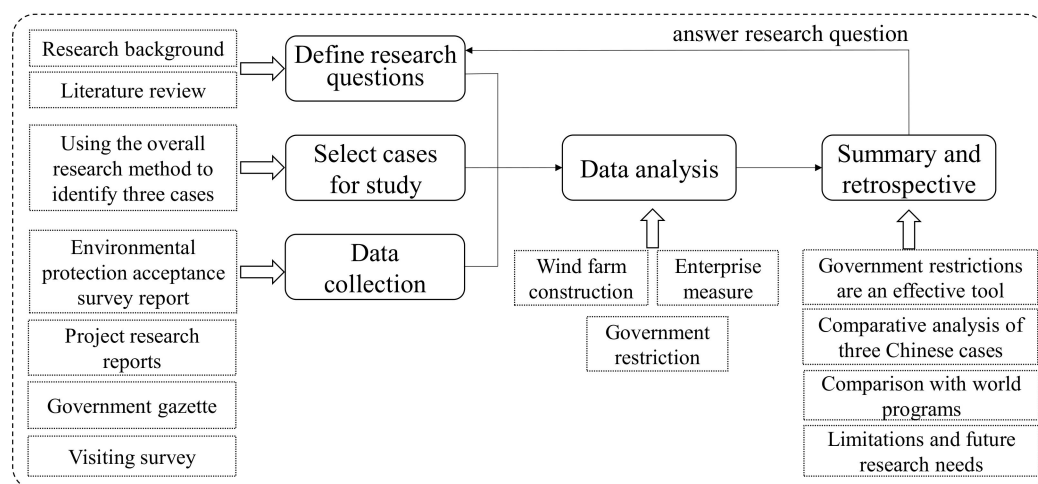 Research background
Literature review
Define research
questions
answer research question
Using the overall
research method to
identify three cases
Select cases
for study
Data analysis
Summary and
retrospective
Environmental
protection acceptance
survey report
Data
collection
Project research
reports
Government gazette
Visiting survey
Wind farm
construction
Enterprise
measure
Government
restriction
Government restrictions
are an effective tool
Comparative analysis of
three Chinese cases
Comparison with world
programs
Limitations and future
research needs